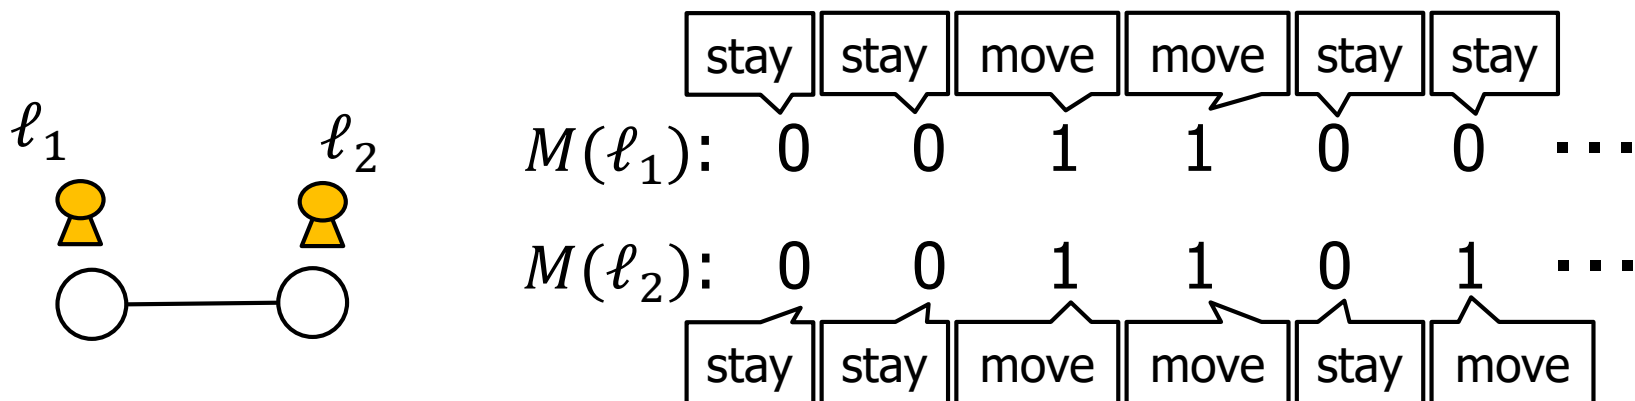 stay stay move move stay stay
ℓ₁ ℓ₂ M(ℓ₁): 0 0 1 1 0 0 ⋯
M(ℓ₂): 0 0 1 1 0 1 ⋯
stay stay move move stay move